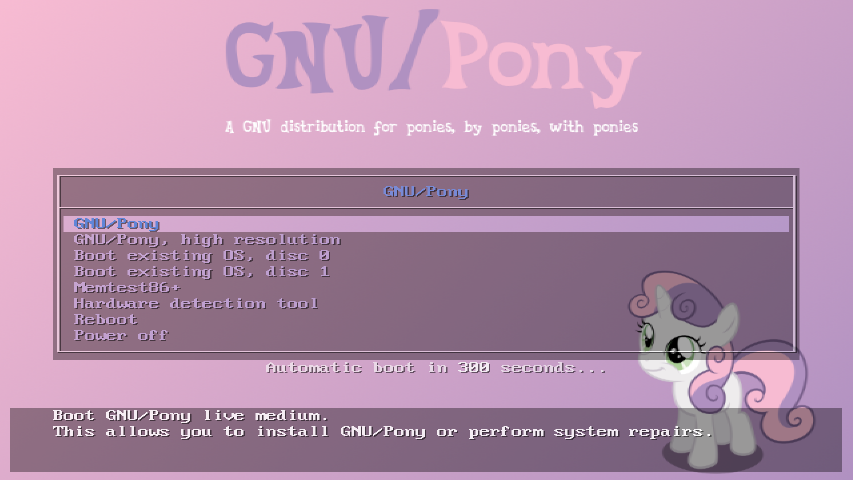 GNU/Pony
A GNU distribution for ponies, by ponies, with ponies
GNU/Pony
GNU/Pony
GNU/Pony, high resolution
Boot existing OS, disc 0
Boot existing OS, disc 1
Memtest86+
Hardware detection tool
Reboot
Power off
Automatic boot in 300 seconds...
Boot GNU/Pony live medium.
This allows you to install GNU/Pony or perform system repairs.